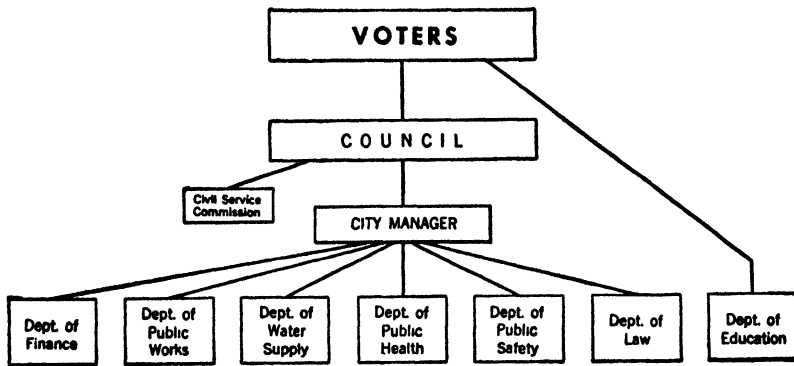 VOTERS
COUNCIL
Civil Service
Commission
CITY MANAGER
Dept. of
Finance
Dept. of
Public
Works
Dept. of
Water
Supply
Dept. of
Public
Health
Dept. of
Public
Safety
Dept. of
Law
Dept. of
Education